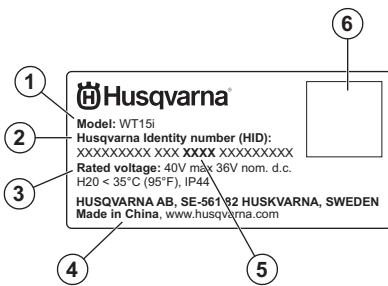 6
1
2
3
Husqvarna®
Model: WT15i
Husqvarna Identity number (HID):
XXXXXXXXX XXX XXXX XXXXXXXXX
Rated voltage: 40V max 36V nom. d.c.
H20 < 35°C (95°F), IP44
HUSQVARNA AB, SE-561 82 HUSKVARNA, SWEDEN
Made in China, www.husqvarna.com
4
5